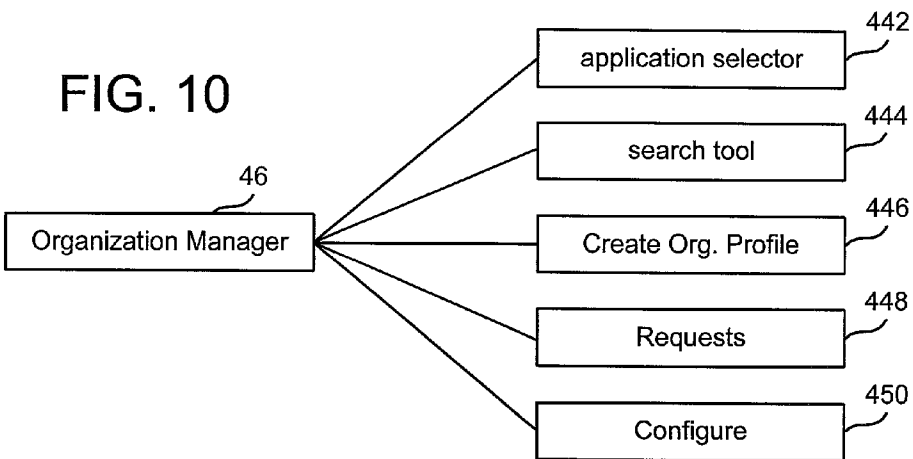 FIG. 10
46
Organization Manager
442
application selector
444
search tool
446
Create Org. Profile
448
Requests
450
Configure